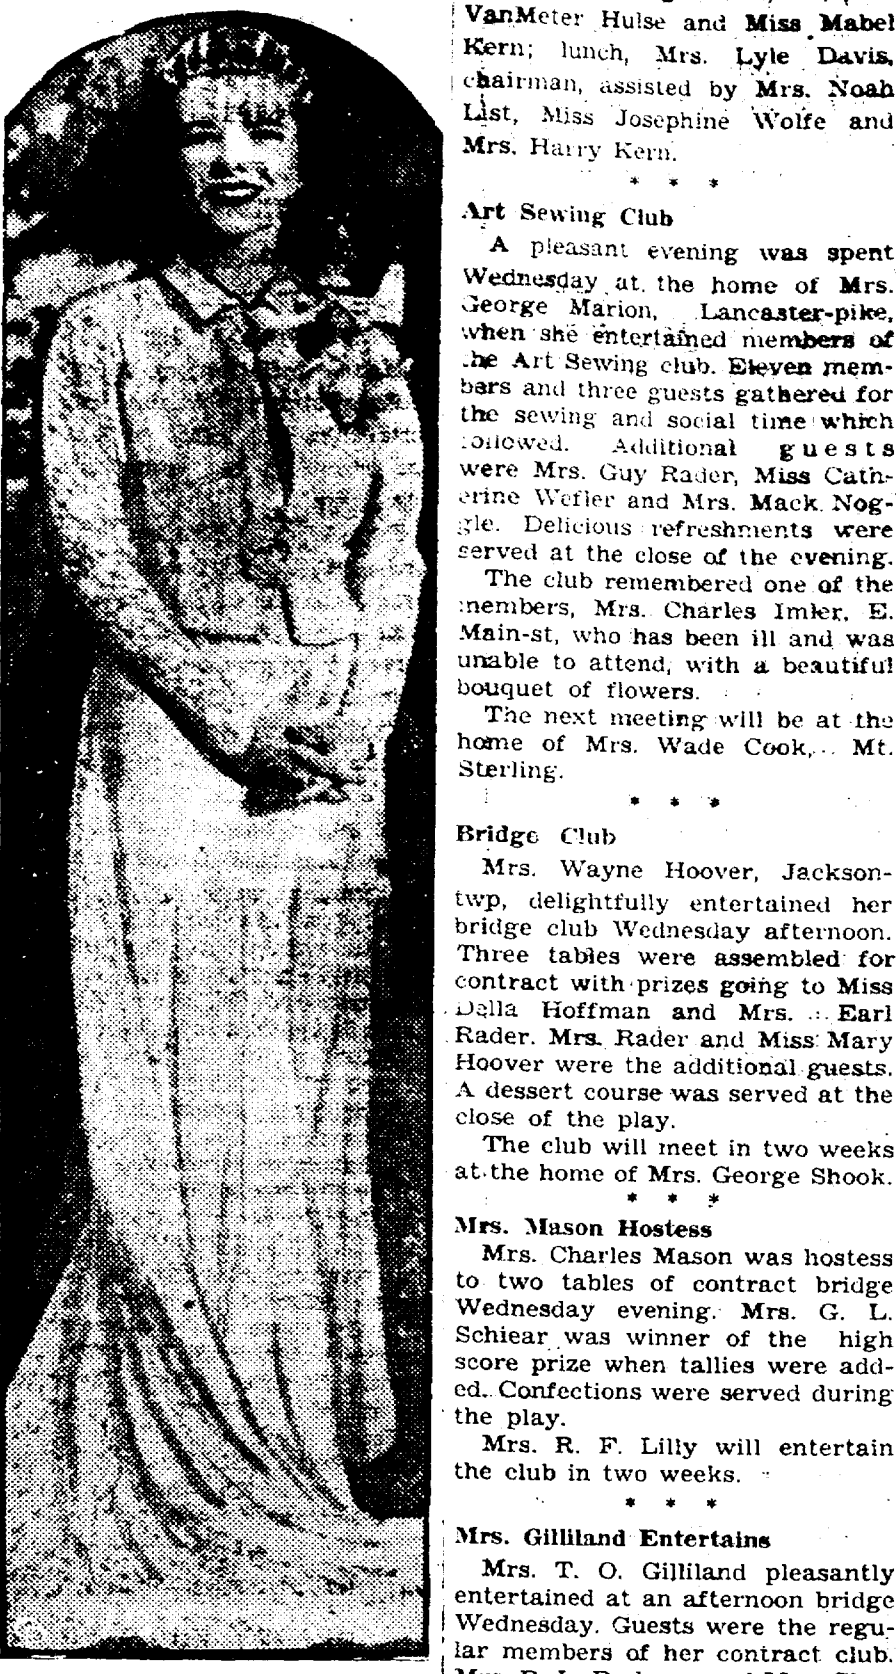 VanMeter Hulse and Miss Mabel
Kern; lunch, Mrs. Lyle Davis,
chairman, assisted by Mrs. Noah
List, Miss Josephine Wolfe and
Mrs. Harry Kern.
* * *
Art Sewing Club
A pleasant evening was spent
Wednesday at the home of Mrs.
George Marion, Lancaster-pike,
when she entertained members of
the Art Sewing club. Eleven mem-
bers and three guests gathered for
the sewing and social time which
followed. Additional guests
were Mrs. Guy Rader, Miss Cath-
erine Wefler and Mrs. Mack Nog-
gle. Delicious refreshments were
served at the close of the evening.
The club remembered one of the
members, Mrs. Charles Imler, E.
Main-st, who has been ill and was
unable to attend, with a beautiful
bouquet of flowers.
The next meeting will be at the
home of Mrs. Wade Cook, Mt.
Sterling.
* * *
Bridge Club
Mrs. Wayne Hoover, Jackson-
twp, delightfully entertained her
bridge club Wednesday afternoon.
Three tables were assembled for
contract with prizes going to Miss
Della Hoffman and Mrs. Earl
Rader. Mrs. Rader and Miss Mary
Hoover were the additional guests.
A dessert course was served at the
close of the play.
The club will meet in two weeks
at the home of Mrs. George Shook.
* * *
Mrs. Mason Hostess
Mrs. Charles Mason was hostess
to two tables of contract bridge
Wednesday evening. Mrs. G. L.
Schiear was winner of the high
score prize when tallies were add-
ed. Confections were served during
the play.
Mrs. R. F. Lilly will entertain
the club in two weeks.
* * *
Mrs. Gilliland Entertains
Mrs. T. O. Gilliland pleasantly
entertained at an afternoon bridge
Wednesday. Guests were the regu-
lar members of her contract club.